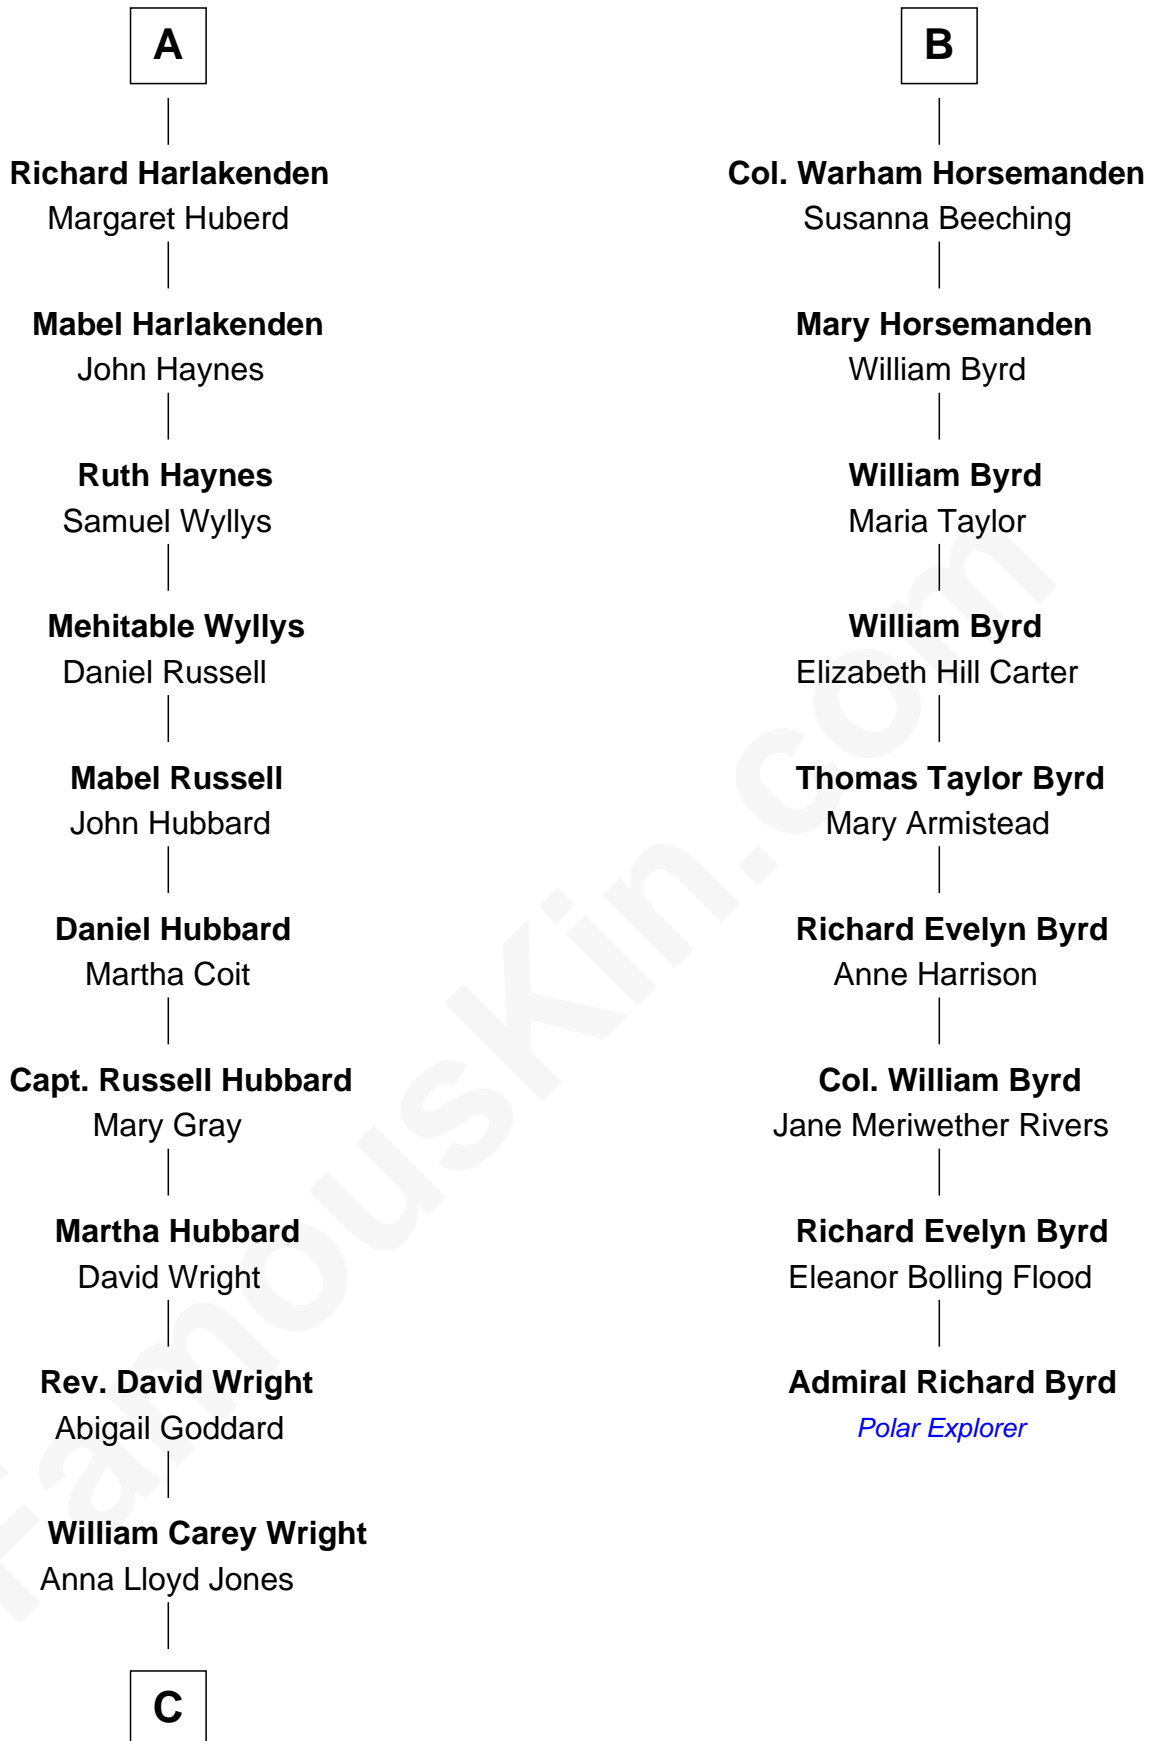 A
Richard Harlakenden
Margaret Huberd
Mabel Harlakenden
John Haynes
Ruth Haynes
Samuel Wyllys
Mehitable Wyllys
Daniel Russell
Mabel Russell
John Hubbard
Daniel Hubbard
Martha Coit
Capt. Russell Hubbard
Mary Gray
Martha Hubbard
David Wright
Rev. David Wright
Abigail Goddard
William Carey Wright
Anna Lloyd Jones
C
B
Col. Warham Horsemanden
Susanna Beeching
Mary Horsemanden
William Byrd
William Byrd
Maria Taylor
William Byrd
Elizabeth Hill Carter
Thomas Taylor Byrd
Mary Armistead
Richard Evelyn Byrd
Anne Harrison
Col. William Byrd
Jane Meriwether Rivers
Richard Evelyn Byrd
Eleanor Bolling Flood
Admiral Richard Byrd
Polar Explorer
FamousKin.com